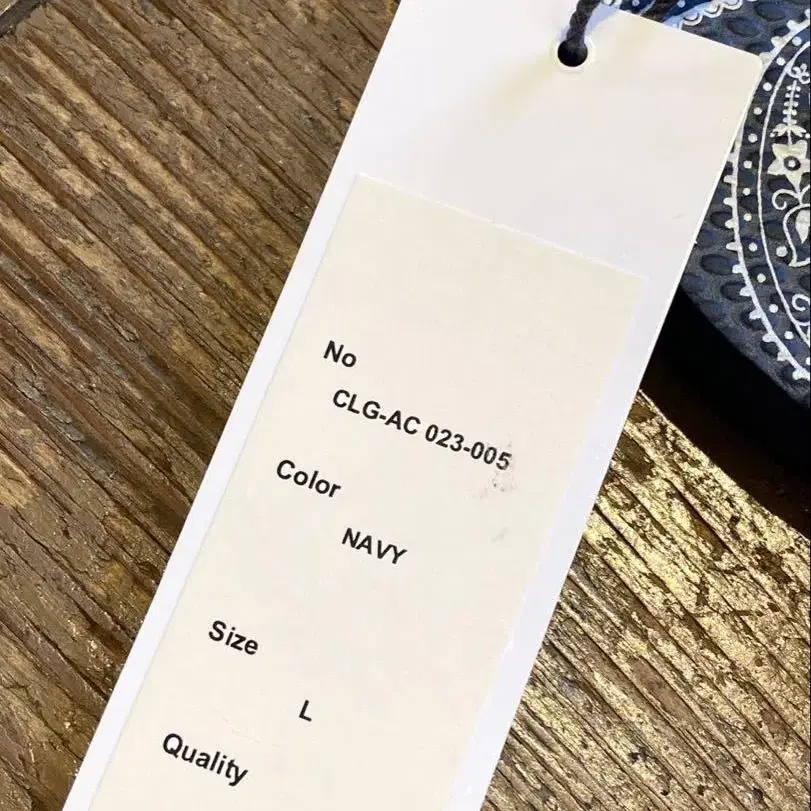 No
CLG-AC 023-005
Color
NAVY
Size
L
Quality